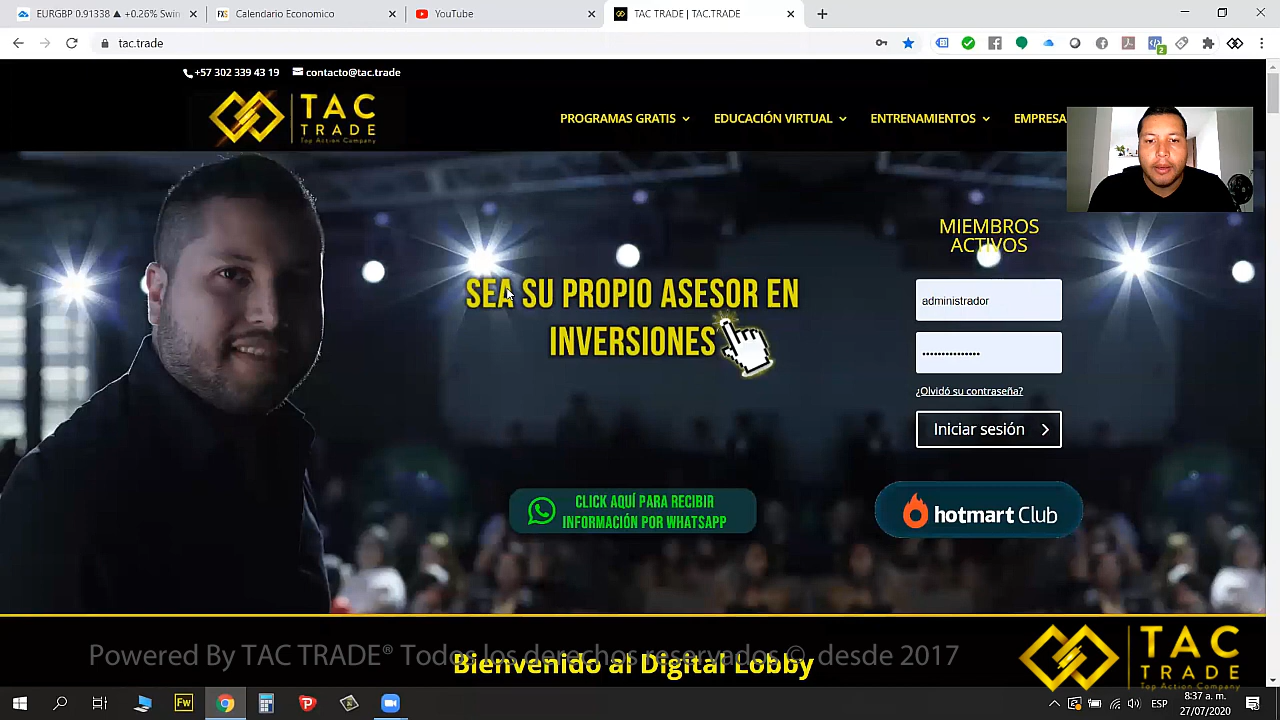 EURGBP 0.91338 ▲ +0.26% Swin
Calendario Economico
YouTube
TAC TRADE | TAC.TRADE
tac.trade
+57 302 339 43 19
contacto@tac.trade
TAC
TRADE
Top Action Company
PROGRAMAS GRATIS
EDUCACIÓN VIRTUAL
ENTRENAMIENTOS
EMPRESA
MIEMBROS
ACTIVOS
SEA SU PROPIO ASESOR EN
INVERSIONES
administrador
••••••••••••••
¿Olvidó su contraseña?
Iniciar sesión
CLICK AQUÍ PARA RECIBIR
INFORMACIÓN POR WHATSAPP
hotmart Club
Bienvenido al Digital Lobby
Powered By TAC TRADE® Todos los derechos reservados ©, desde 2017
TAC
TRADE
Top Action Company
Fw
ESP
8:37 a. m.
27/07/2020
2